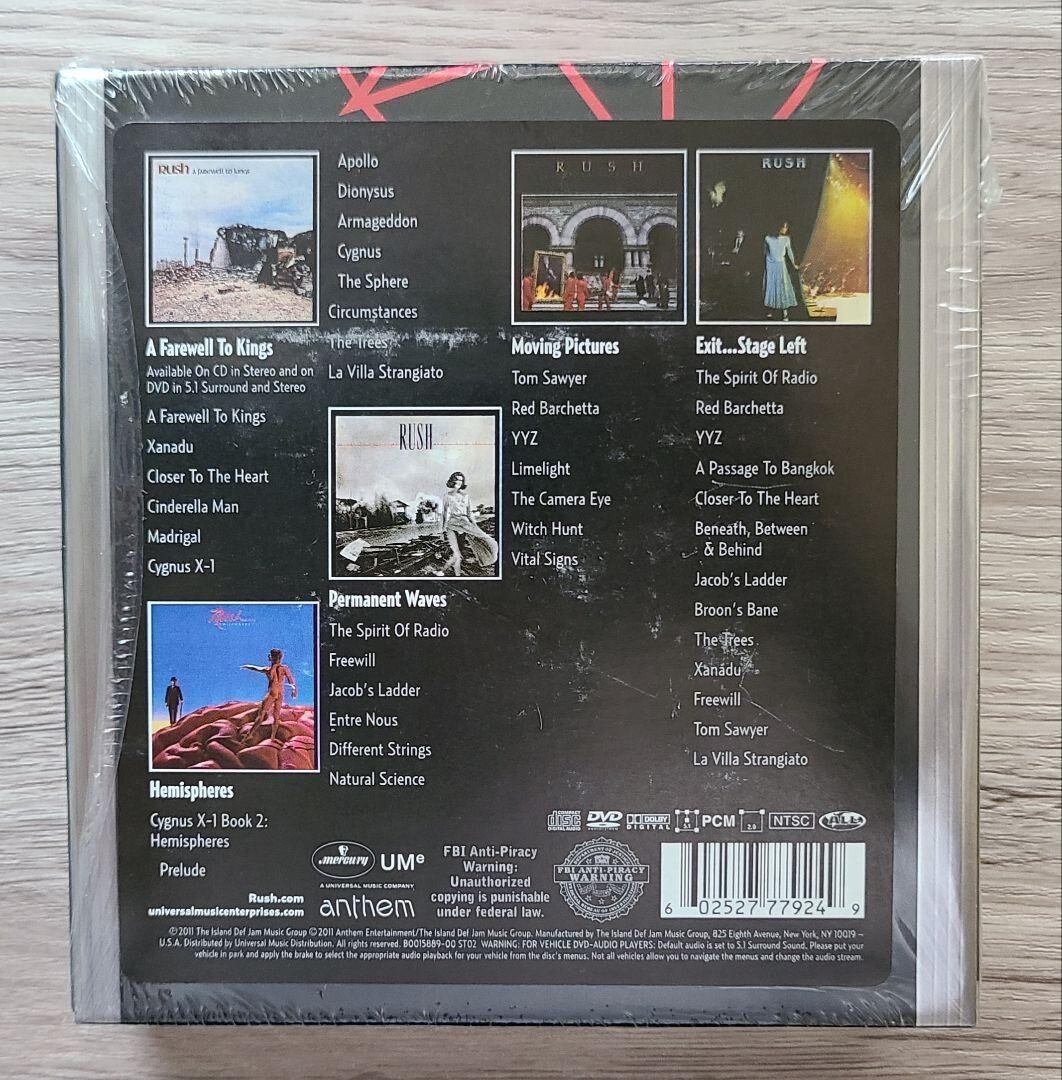 RUSH a farewell to kings
A Farewell To Kings
Available On CD in Stereo and on
DVD in 5.1 Surround and Stereo
A Farewell To Kings
Xanadu
Closer To The Heart
Cinderella Man
Madrigal
Cygnus X-1
Rush
Hemispheres
Cygnus X-1 Book 2:
Hemispheres
Prelude
Apollo
Dionysus
Armageddon
Cygnus
The Sphere
Circumstances
The Trees
La Villa Strangiato
RUSH
Permanent Waves
The Spirit Of Radio
Freewill
Jacob's Ladder
Entre Nous
Different Strings
Natural Science
RUSH
Moving Pictures
Tom Sawyer
Red Barchetta
YYZ
Limelight
The Camera Eye
Witch Hunt
Vital Signs
RUSH
Exit...Stage Left
The Spirit Of Radio
Red Barchetta
YYZ
A Passage To Bangkok
Closer To The Heart
Beneath, Between
& Behind
Jacob's Ladder
Broon's Bane
The Trees
Xanadu
Freewill
Tom Sawyer
La Villa Strangiato
COMPACT disc DIGITAL AUDIO DVD DOLBY DIGITAL 5.1 PCM 2.0 NTSC ALL
Rush.com
universalmusicenterprises.com
mercury UMe
A UNIVERSAL MUSIC COMPANY
anthem
FBI Anti-Piracy
Warning:
Unauthorized
copying is punishable
under federal law.
FBI ANTI-PIRACY
WARNING
6 02527 77924 9
℗ 2011 The Island Def Jam Music Group © 2011 Anthem Entertainment/The Island Def Jam Music Group. Manufactured by The Island Def Jam Music Group, 825 Eighth Avenue, New York, NY 10019 –
U.S.A. Distributed by Universal Music Distribution. All rights reserved. B0015889-00 ST02 WARNING: FOR VEHICLE DVD-AUDIO PLAYERS: Default audio is set to 5.1 Surround Sound. Please put your
vehicle in park and apply the brake to select the appropriate audio playback for your vehicle from the disc's menus. Not all vehicles allow you to navigate the menus and change the audio stream.